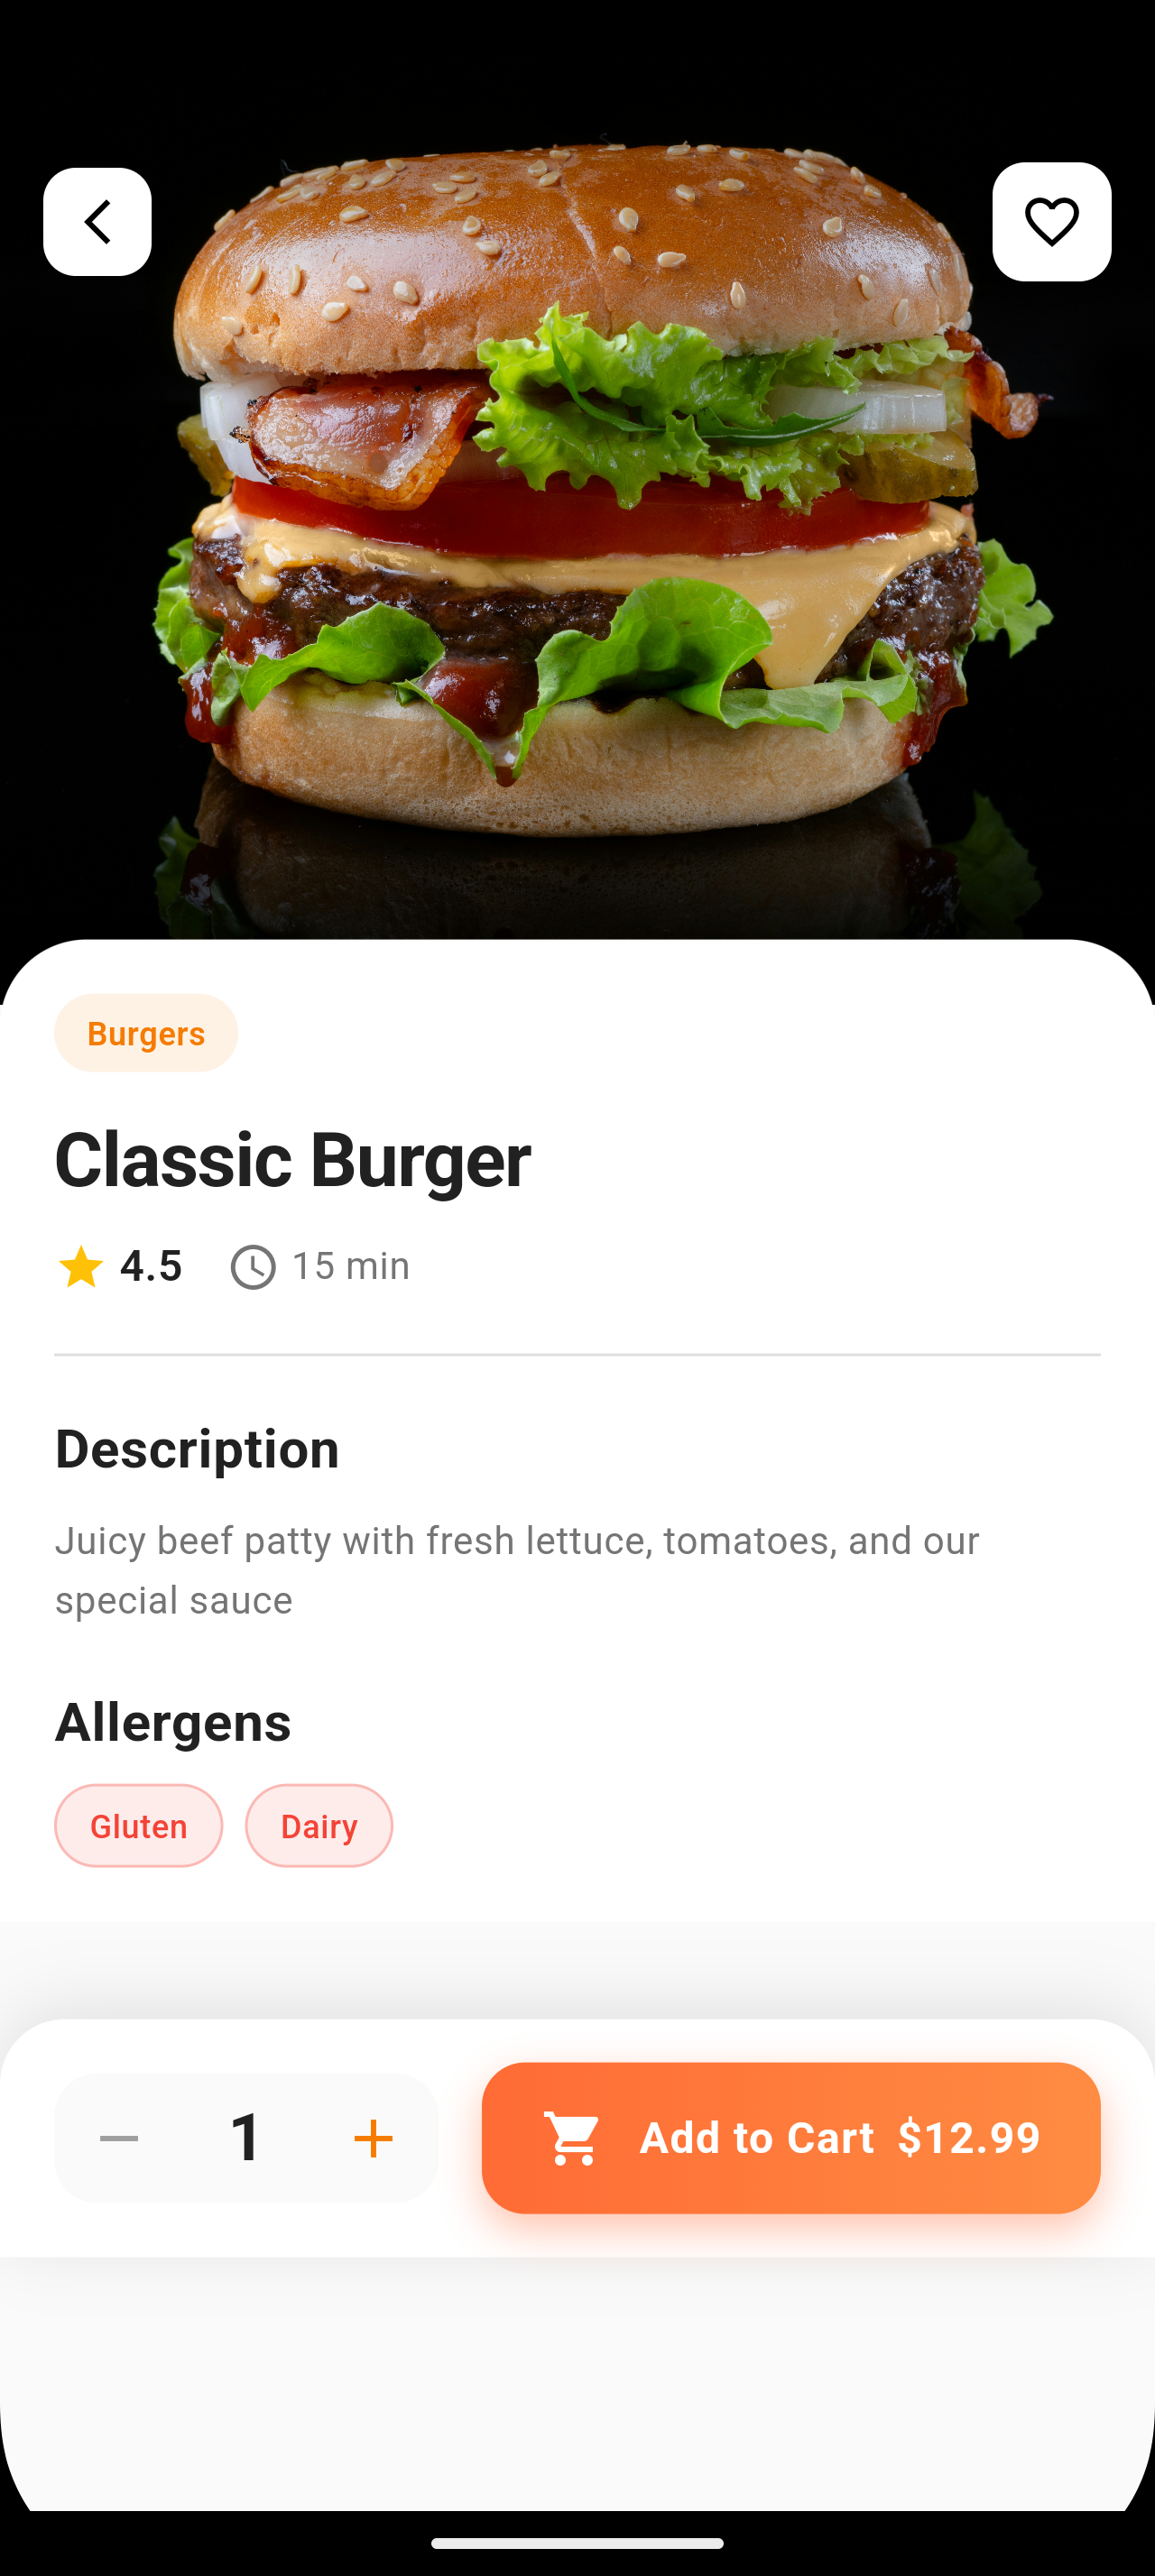 Burgers
Classic Burger
4.5 15 min
Description
Juicy beef patty with fresh lettuce, tomatoes, and our
special sauce
Allergens
Gluten Dairy
1 Add to Cart $12.99